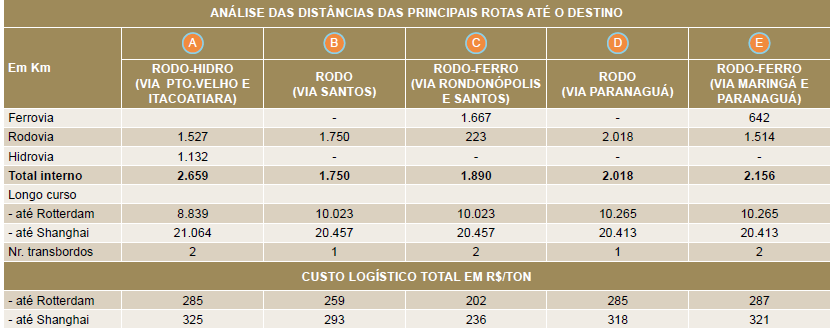 ANÁLISE DAS DISTÂNCIAS DAS PRINCIPAIS ROTAS ATÉ O DESTINO
A B C D E
Em Km
RODO-HIDRO
(VIA PTO.VELHO E
ITACOATIARA)
RODO
(VIA SANTOS)
RODO-FERRO
(VIA RONDONÓPOLIS
E SANTOS)
RODO
(VIA PARANAGUÁ)
RODO-FERRO
(VIA MARINGÁ E
PARANAGUÁ)
Ferrovia - 1.667 - 642
Rodovia 1.527 1.750 223 2.018 1.514
Hidrovia 1.132 - - - -
Total interno 2.659 1.750 1.890 2.018 2.156
Longo curso
- até Rotterdam 8.839 10.023 10.023 10.265 10.265
- até Shanghai 21.064 20.457 20.457 20.413 20.413
Nr. transbordos 2 1 2 1 2
CUSTO LOGÍSTICO TOTAL EM R$/TON
- até Rotterdam 285 259 202 285 287
- até Shanghai 325 293 236 318 321